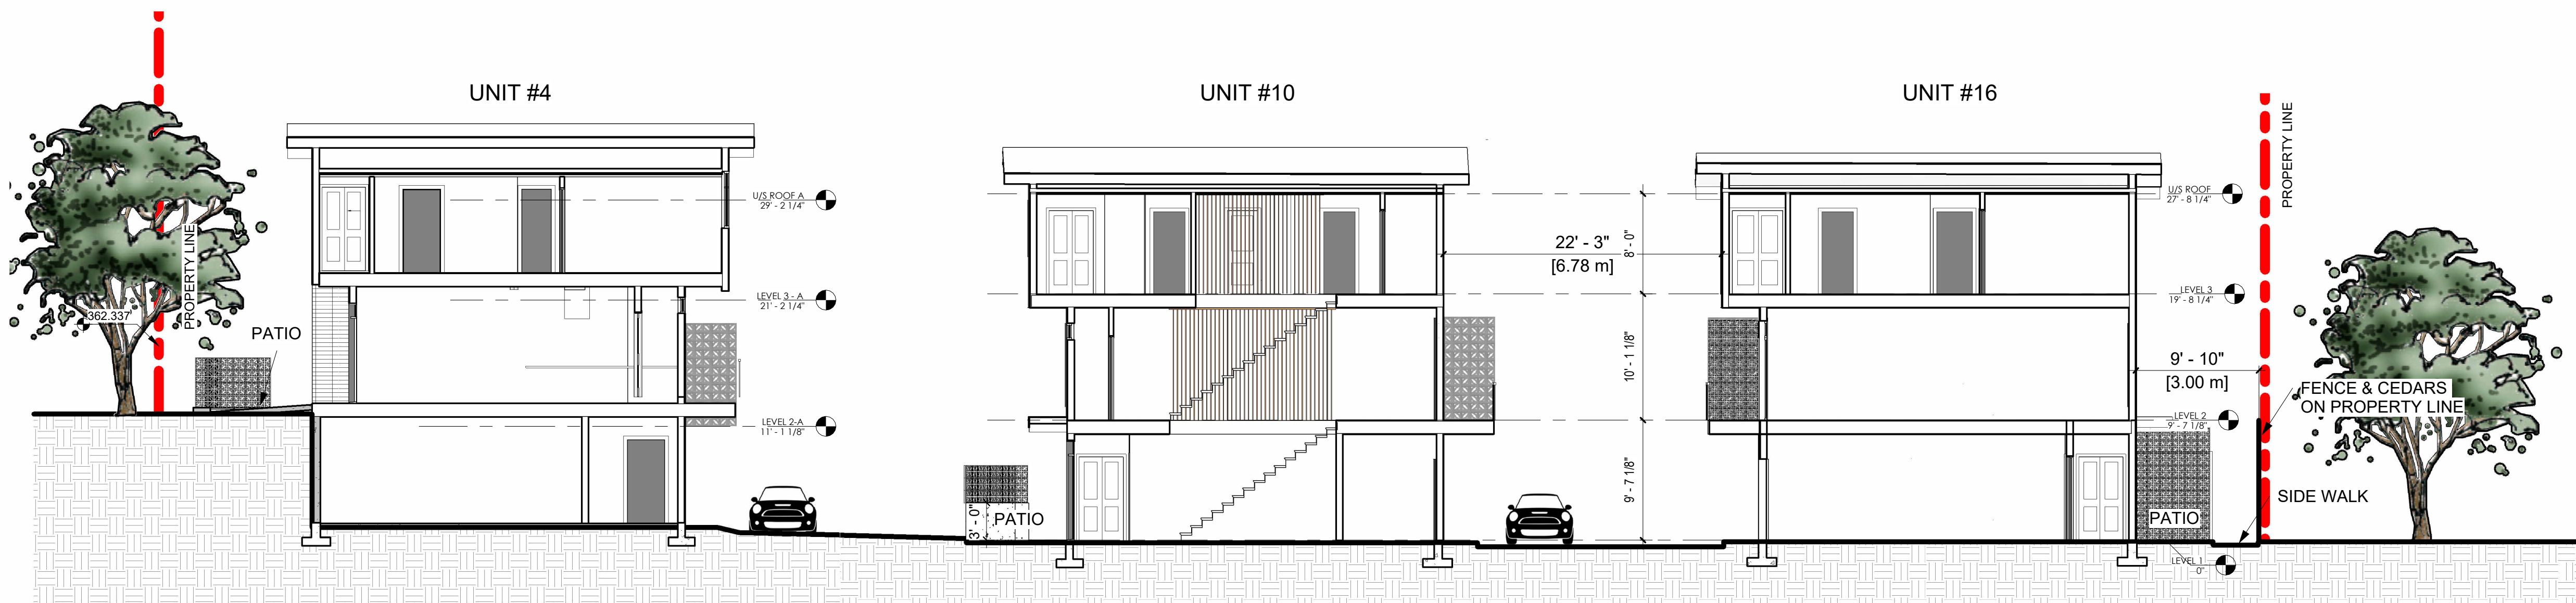 UNIT #4
UNIT #10
UNIT #16
PROPERTY LINE
PROPERTY LINE
362.337'
PATIO
U/S ROOF A
29' - 2 1/4"
LEVEL 3 - A
21' - 2 1/4"
LEVEL 2-A
11' - 1 1/8"
3' - 0"
PATIO
22' - 3"
[6.78 m]
8' - 0"
10' - 1 1/8"
9' - 7 1/8"
U/S ROOF
27' - 8 1/4"
LEVEL 3
19' - 8 1/4"
9' - 10"
[3.00 m]
FENCE & CEDARS
ON PROPERTY LINE
LEVEL 2
9' - 7 1/8"
SIDE WALK
PATIO
LEVEL 1
0"